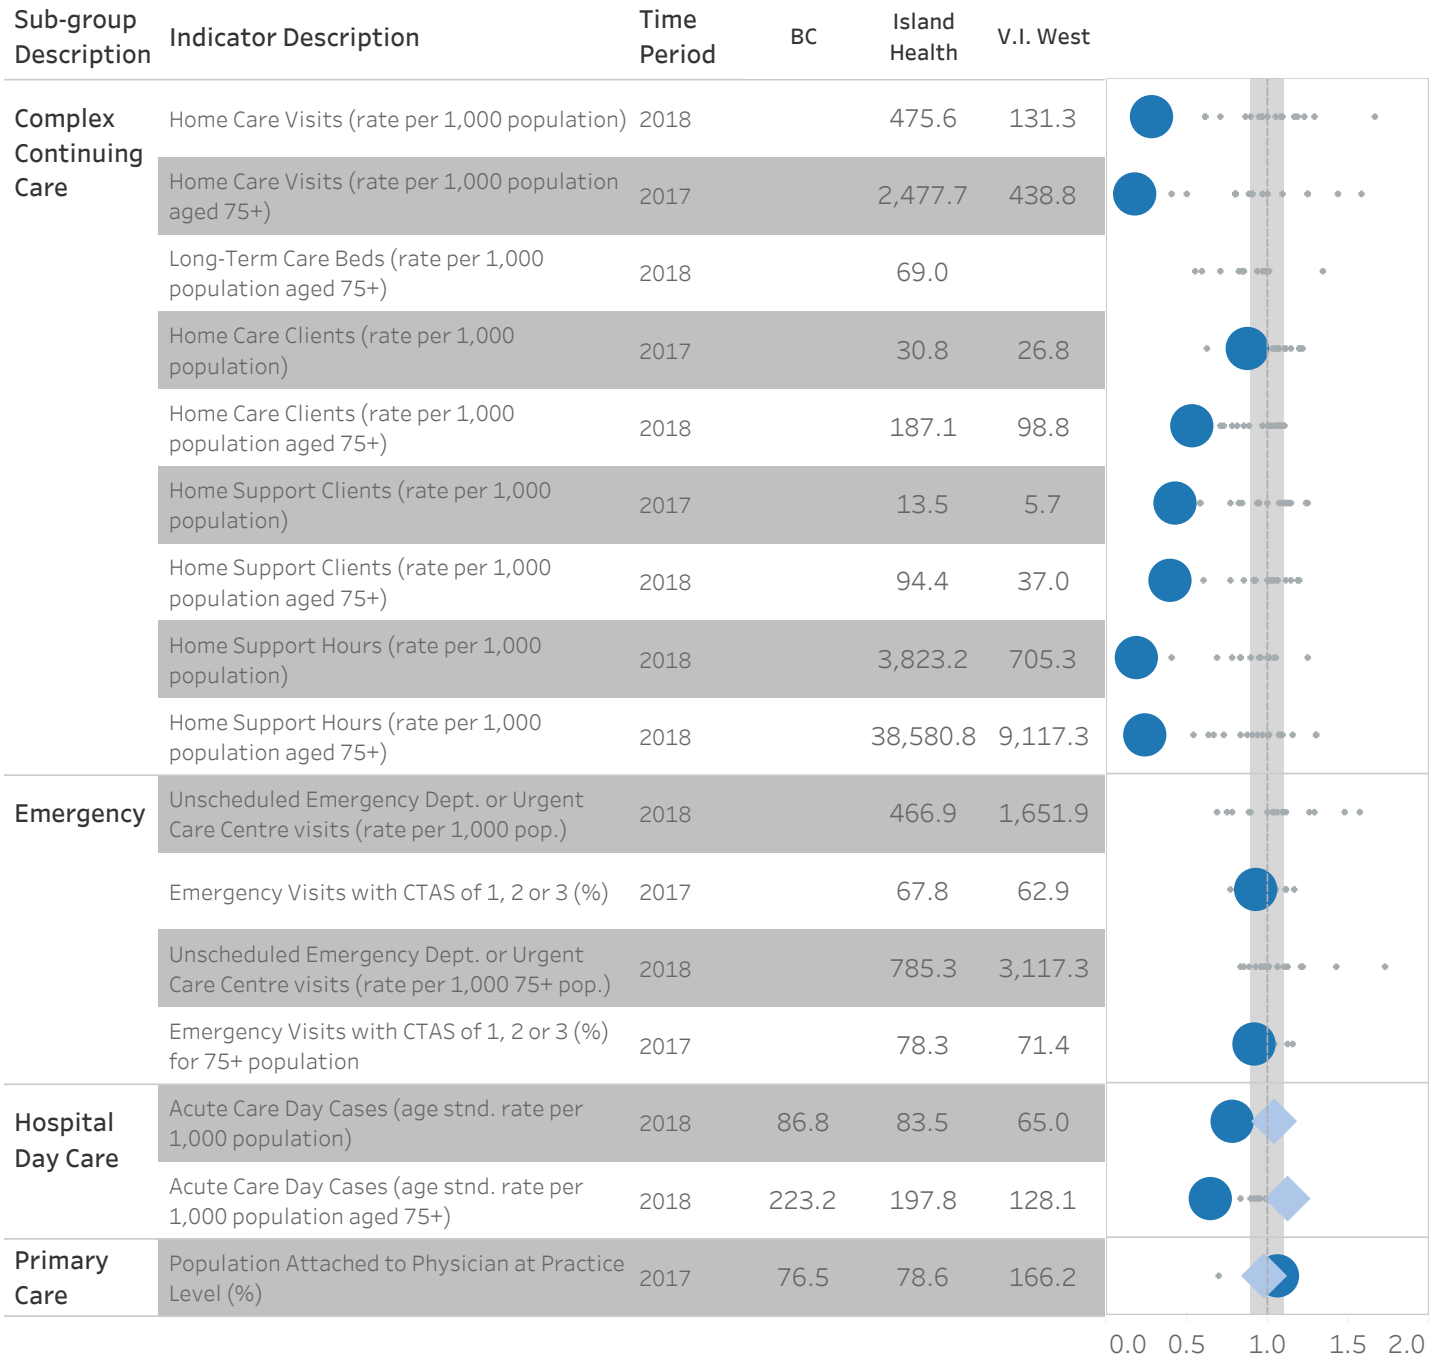 Sub-group
Description
Indicator Description
Time
Period
BC
Island
Health
V.I. West
Complex
Continuing
Care
Home Care Visits (rate per 1,000 population) 2018 475.6 131.3
Home Care Visits (rate per 1,000 population
aged 75+)
2017 2,477.7 438.8
Long-Term Care Beds (rate per 1,000
population aged 75+)
2018 69.0
Home Care Clients (rate per 1,000
population)
2017 30.8 26.8
Home Care Clients (rate per 1,000
population aged 75+)
2018 187.1 98.8
Home Support Clients (rate per 1,000
population)
2017 13.5 5.7
Home Support Clients (rate per 1,000
population aged 75+)
2018 94.4 37.0
Home Support Hours (rate per 1,000
population)
2018 3,823.2 705.3
Home Support Hours (rate per 1,000
population aged 75+)
2018 38,580.8 9,117.3
Emergency
Unscheduled Emergency Dept. or Urgent
Care Centre visits (rate per 1,000 pop.)
2018 466.9 1,651.9
Emergency Visits with CTAS of 1, 2 or 3 (%) 2017 67.8 62.9
Unscheduled Emergency Dept. or Urgent
Care Centre visits (rate per 1,000 75+ pop.)
2018 785.3 3,117.3
Emergency Visits with CTAS of 1, 2 or 3 (%)
for 75+ population
2017 78.3 71.4
Hospital
Day Care
Acute Care Day Cases (age stnd. rate per
1,000 population)
2018 86.8 83.5 65.0
Acute Care Day Cases (age stnd. rate per
1,000 population aged 75+)
2018 223.2 197.8 128.1
Primary
Care
Population Attached to Physician at Practice
Level (%)
2017 76.5 78.6 166.2
0.0 0.5 1.0 1.5 2.0